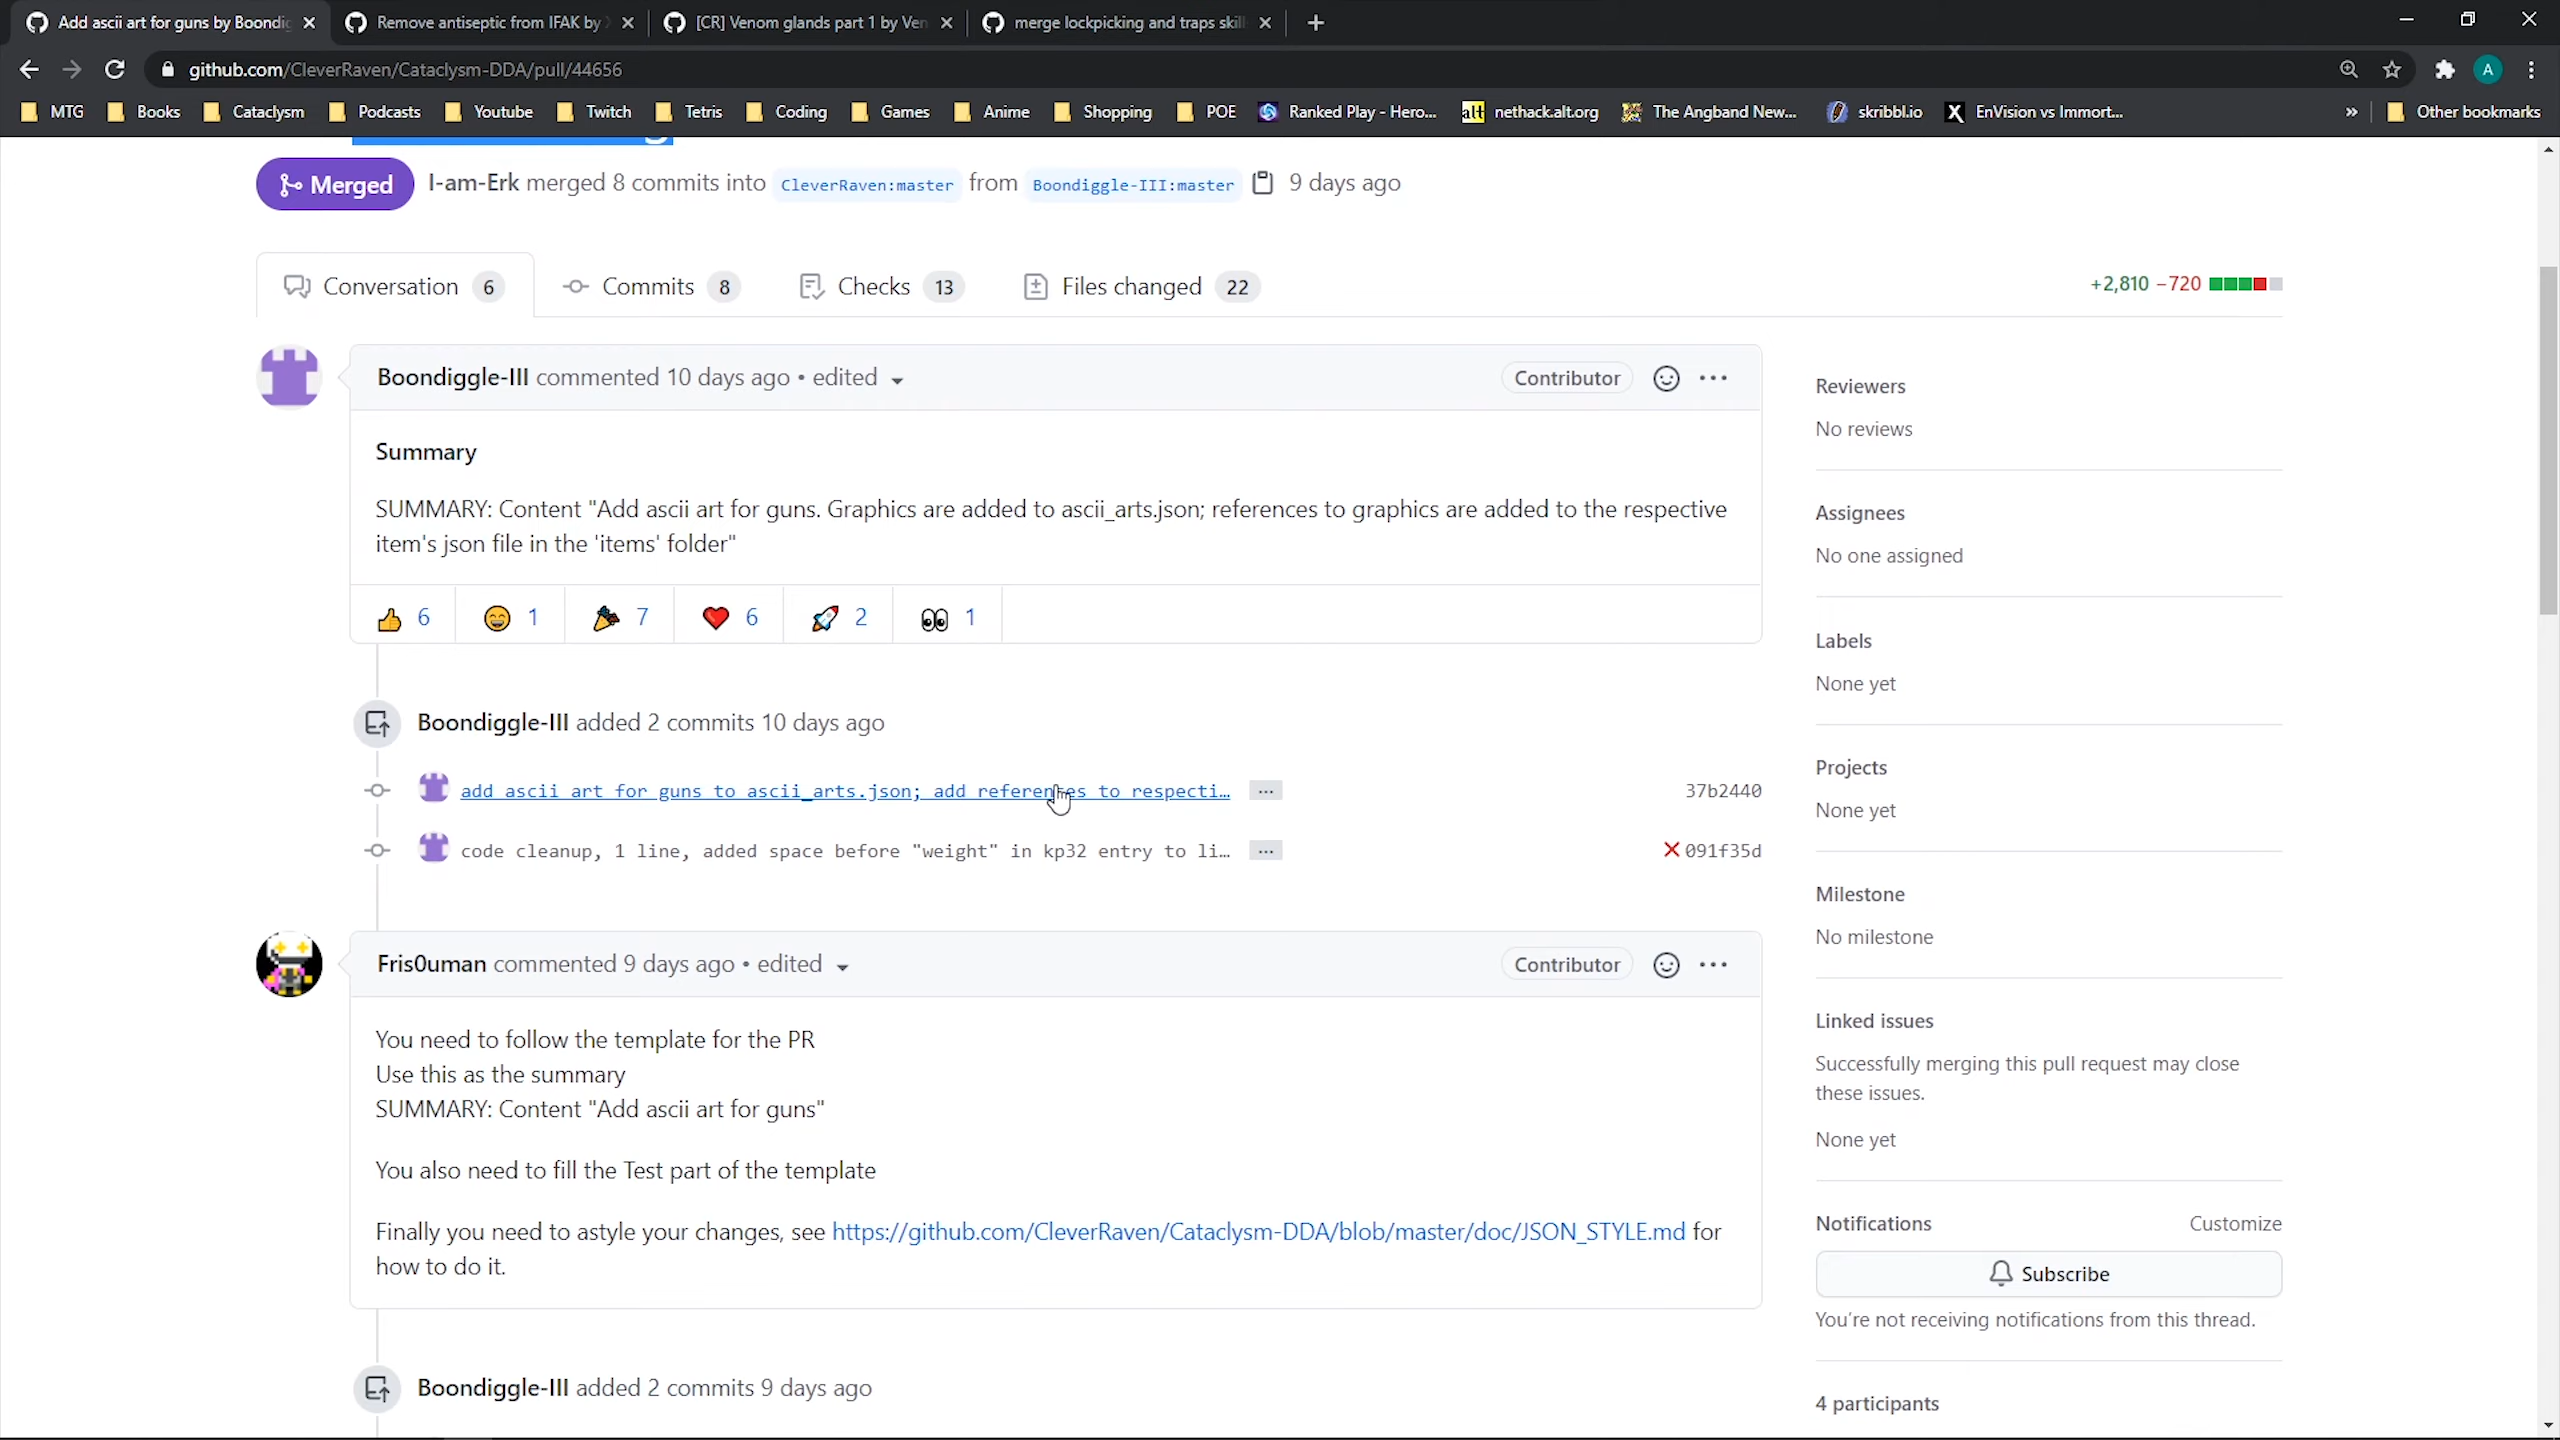 Add ascii art for guns by Boondig
Remove antiseptic from IFAK by
[CR] Venom glands part 1 by Ven
merge lockpicking and traps skil
github.com/CleverRaven/Cataclysm-DDA/pull/44656
A
MTG
Books
Cataclysm
Podcasts
Youtube
Twitch
Tetris
Coding
Games
Anime
Shopping
POE
Ranked Play - Hero...
alt nethack.alt.org
The Angband New...
skribbl.io
X EnVision vs Immort...
»
Other bookmarks
Merged
I-am-Erk merged 8 commits into CleverRaven:master from Boondiggle-III:master 9 days ago
Conversation 6
Commits 8
Checks 13
Files changed 22
+2,810 −720
Boondiggle-III commented 10 days ago • edited
Contributor
Summary
SUMMARY: Content "Add ascii art for guns. Graphics are added to ascii_arts.json; references to graphics are added to the respective
item's json file in the 'items' folder"
6
1
7
6
2
1
Boondiggle-III added 2 commits 10 days ago
add ascii art for guns to ascii_arts.json; add references to respecti…
...
37b2440
code cleanup, 1 line, added space before "weight" in kp32 entry to li…
...
091f35d
Fris0uman commented 9 days ago • edited
Contributor
You need to follow the template for the PR
Use this as the summary
SUMMARY: Content "Add ascii art for guns"
You also need to fill the Test part of the template
Finally you need to astyle your changes, see https://github.com/CleverRaven/Cataclysm-DDA/blob/master/doc/JSON_STYLE.md for
how to do it.
Boondiggle-III added 2 commits 9 days ago
Reviewers
No reviews
Assignees
No one assigned
Labels
None yet
Projects
None yet
Milestone
No milestone
Linked issues
Successfully merging this pull request may close
these issues.
None yet
Notifications
Customize
Subscribe
You're not receiving notifications from this thread.
4 participants